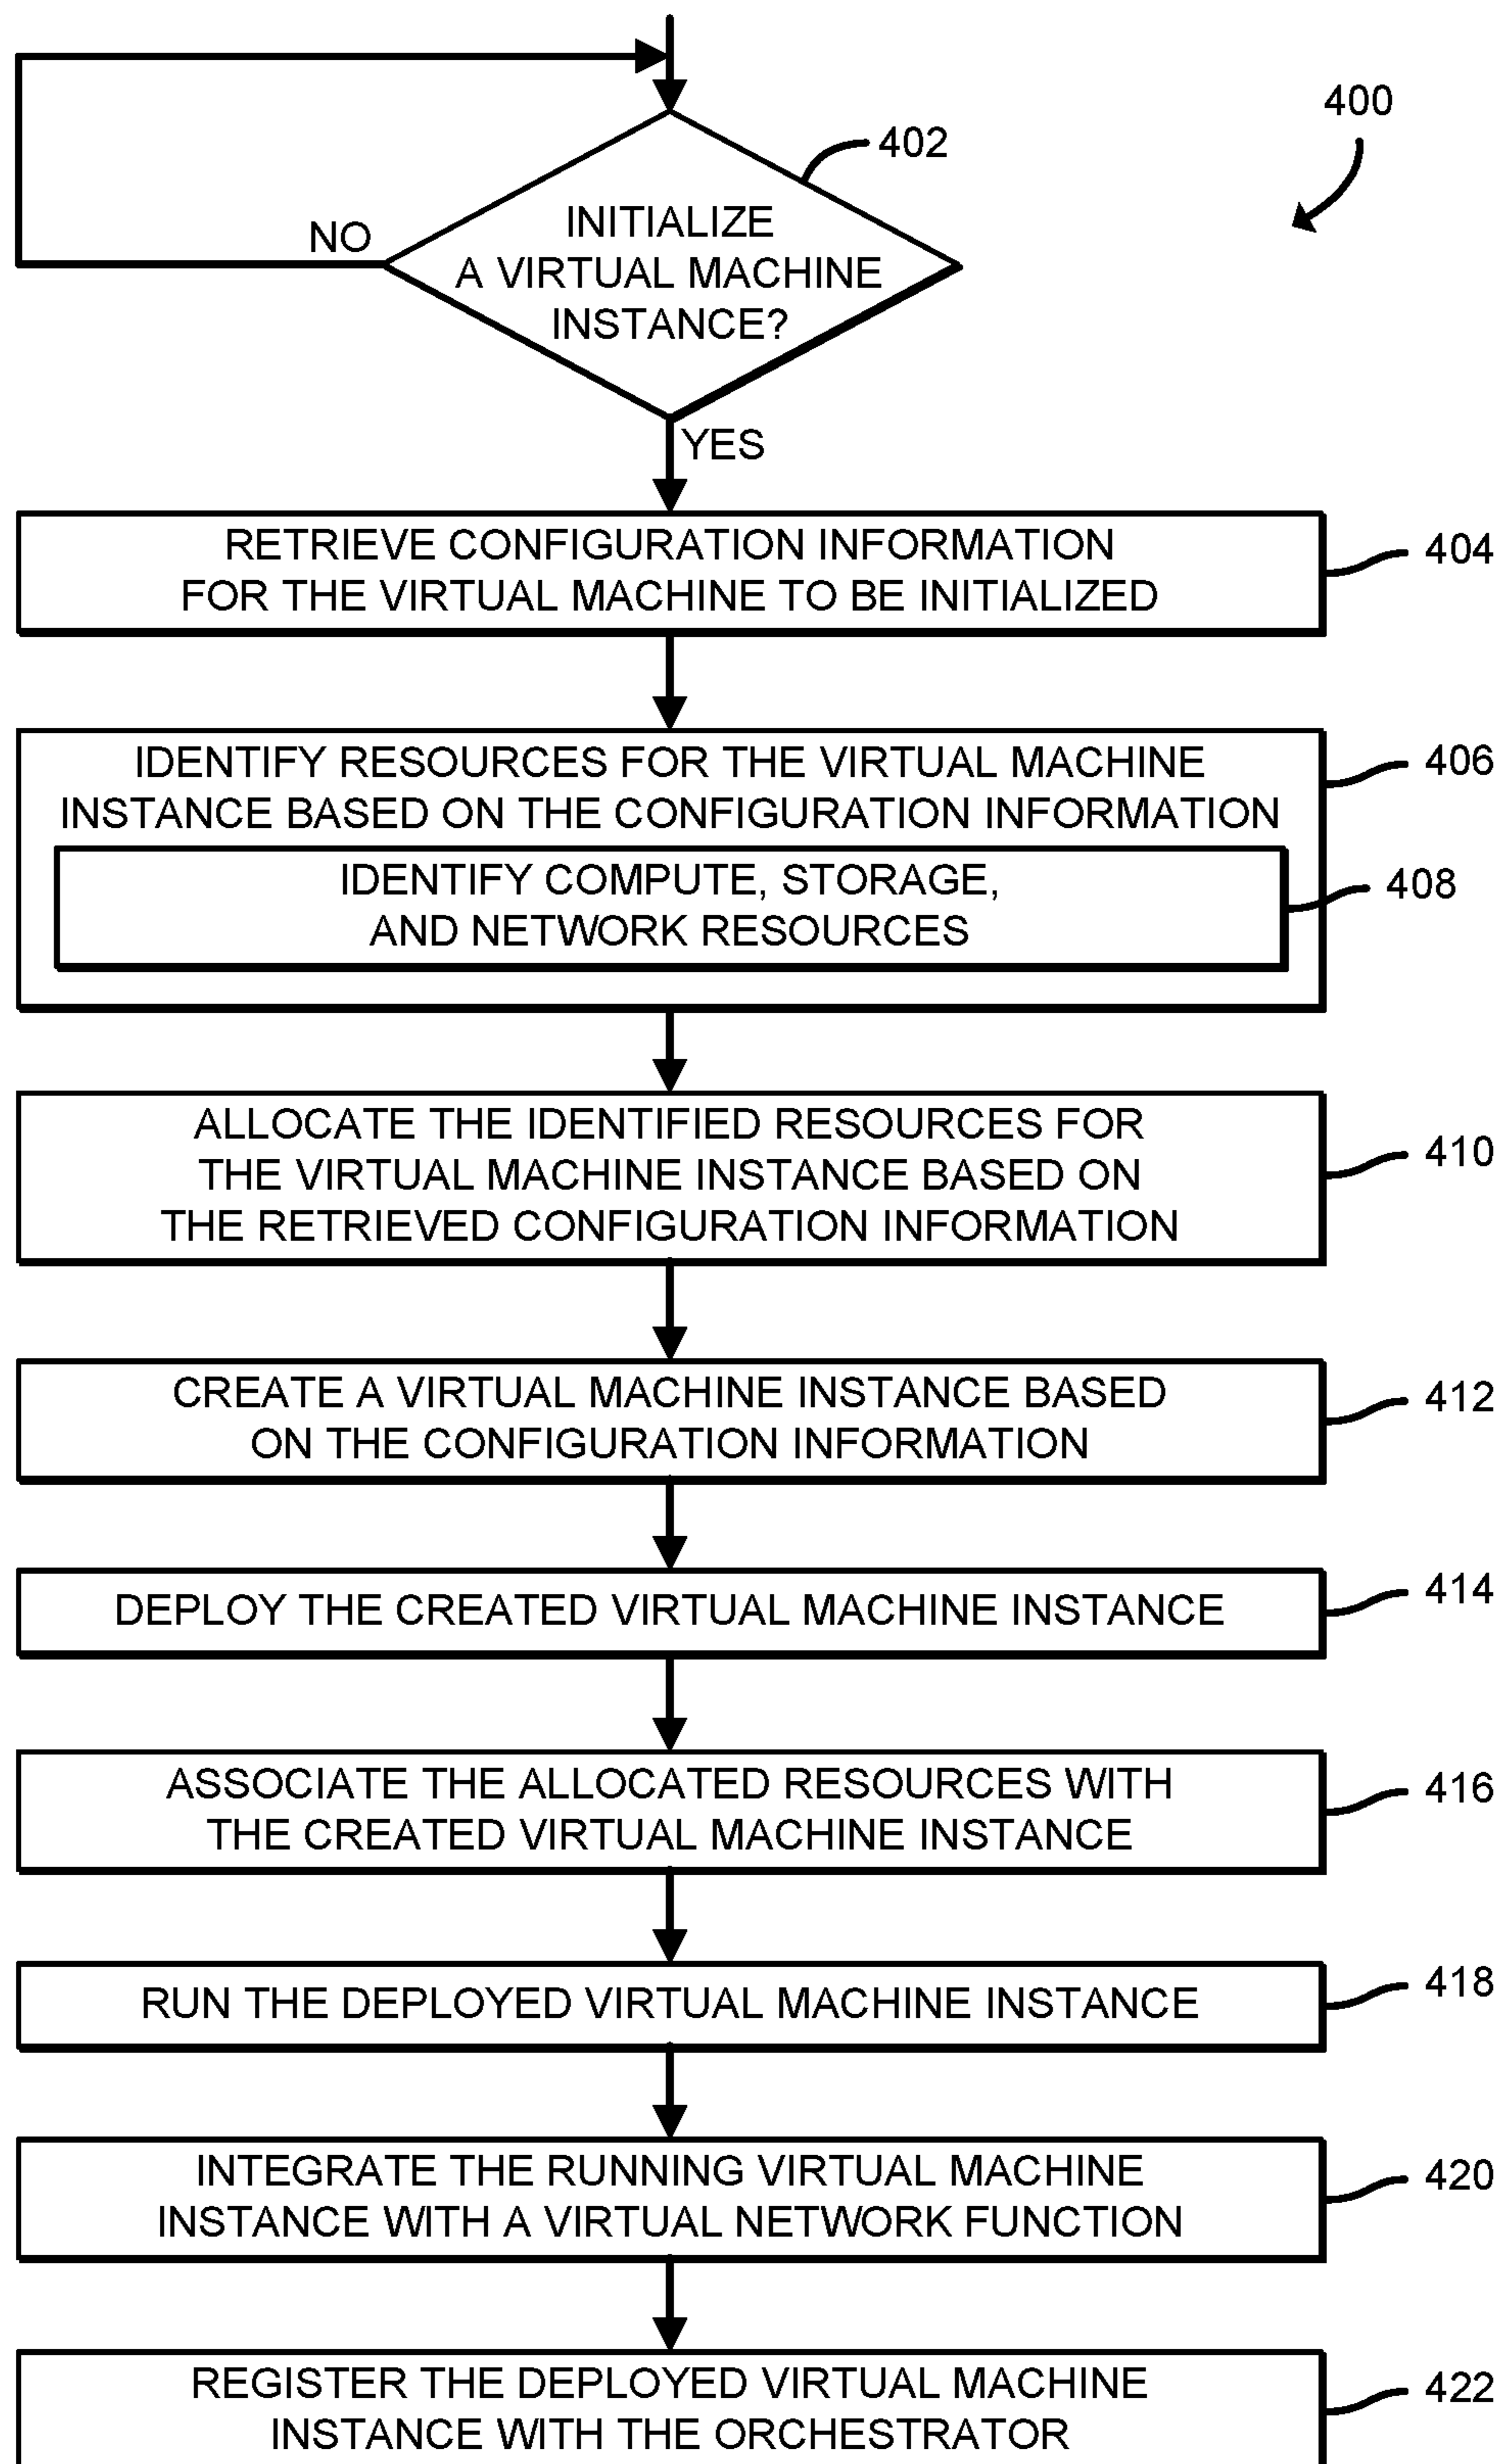 400
402
INITIALIZE
A VIRTUAL MACHINE
INSTANCE?
NO
YES
RETRIEVE CONFIGURATION INFORMATION
FOR THE VIRTUAL MACHINE TO BE INITIALIZED
404
IDENTIFY RESOURCES FOR THE VIRTUAL MACHINE
INSTANCE BASED ON THE CONFIGURATION INFORMATION
406
IDENTIFY COMPUTE, STORAGE,
AND NETWORK RESOURCES
408
ALLOCATE THE IDENTIFIED RESOURCES FOR
THE VIRTUAL MACHINE INSTANCE BASED ON
THE RETRIEVED CONFIGURATION INFORMATION
410
CREATE A VIRTUAL MACHINE INSTANCE BASED
ON THE CONFIGURATION INFORMATION
412
DEPLOY THE CREATED VIRTUAL MACHINE INSTANCE
414
ASSOCIATE THE ALLOCATED RESOURCES WITH
THE CREATED VIRTUAL MACHINE INSTANCE
416
RUN THE DEPLOYED VIRTUAL MACHINE INSTANCE
418
INTEGRATE THE RUNNING VIRTUAL MACHINE
INSTANCE WITH A VIRTUAL NETWORK FUNCTION
420
REGISTER THE DEPLOYED VIRTUAL MACHINE
INSTANCE WITH THE ORCHESTRATOR
422